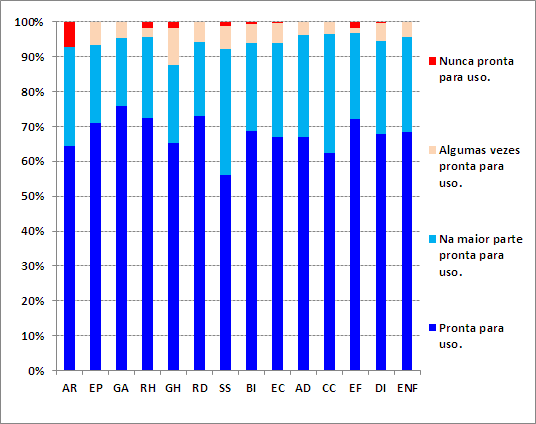 100%
90%
80%
70%
60%
50%
40%
30%
20%
10%
0%
AR EP GA RH GH RD SS BI EC AD CC EF DI ENF
Nunca pronta
para uso.
Algumas vezes
pronta para
uso.
Na maior parte
pronta para
uso.
Pronta para
uso.